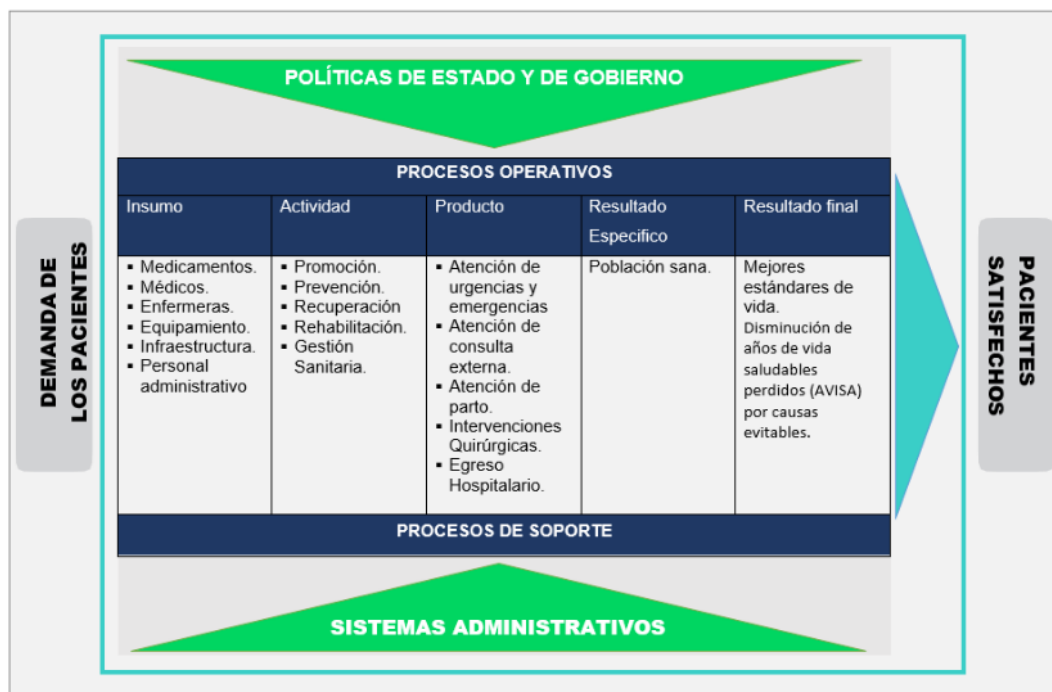 POLÍTICAS DE ESTADO Y DE GOBIERNO
DEMANDA DE
LOS PACIENTES
PROCESOS OPERATIVOS
Insumo
Actividad
Producto
Resultado
Especifico
Resultado final
▪ Medicamentos.
▪ Médicos.
▪ Enfermeras.
▪ Equipamiento.
▪ Infraestructura.
▪ Personal
administrativo
▪ Promoción.
▪ Prevención.
▪ Recuperación
▪ Rehabilitación.
▪ Gestión
Sanitaria.
▪ Atención de
urgencias y
emergencias
▪ Atención de
consulta
externa.
▪ Atención de
parto.
▪ Intervenciones
Quirúrgicas.
▪ Egreso
Hospitalario.
Población sana.
Mejores
estándares de
vida.
Disminución de
años de vida
saludables
perdidos (AVISA)
por causas
evitables.
PROCESOS DE SOPORTE
SISTEMAS ADMINISTRATIVOS
PACIENTES
SATISFECHOS